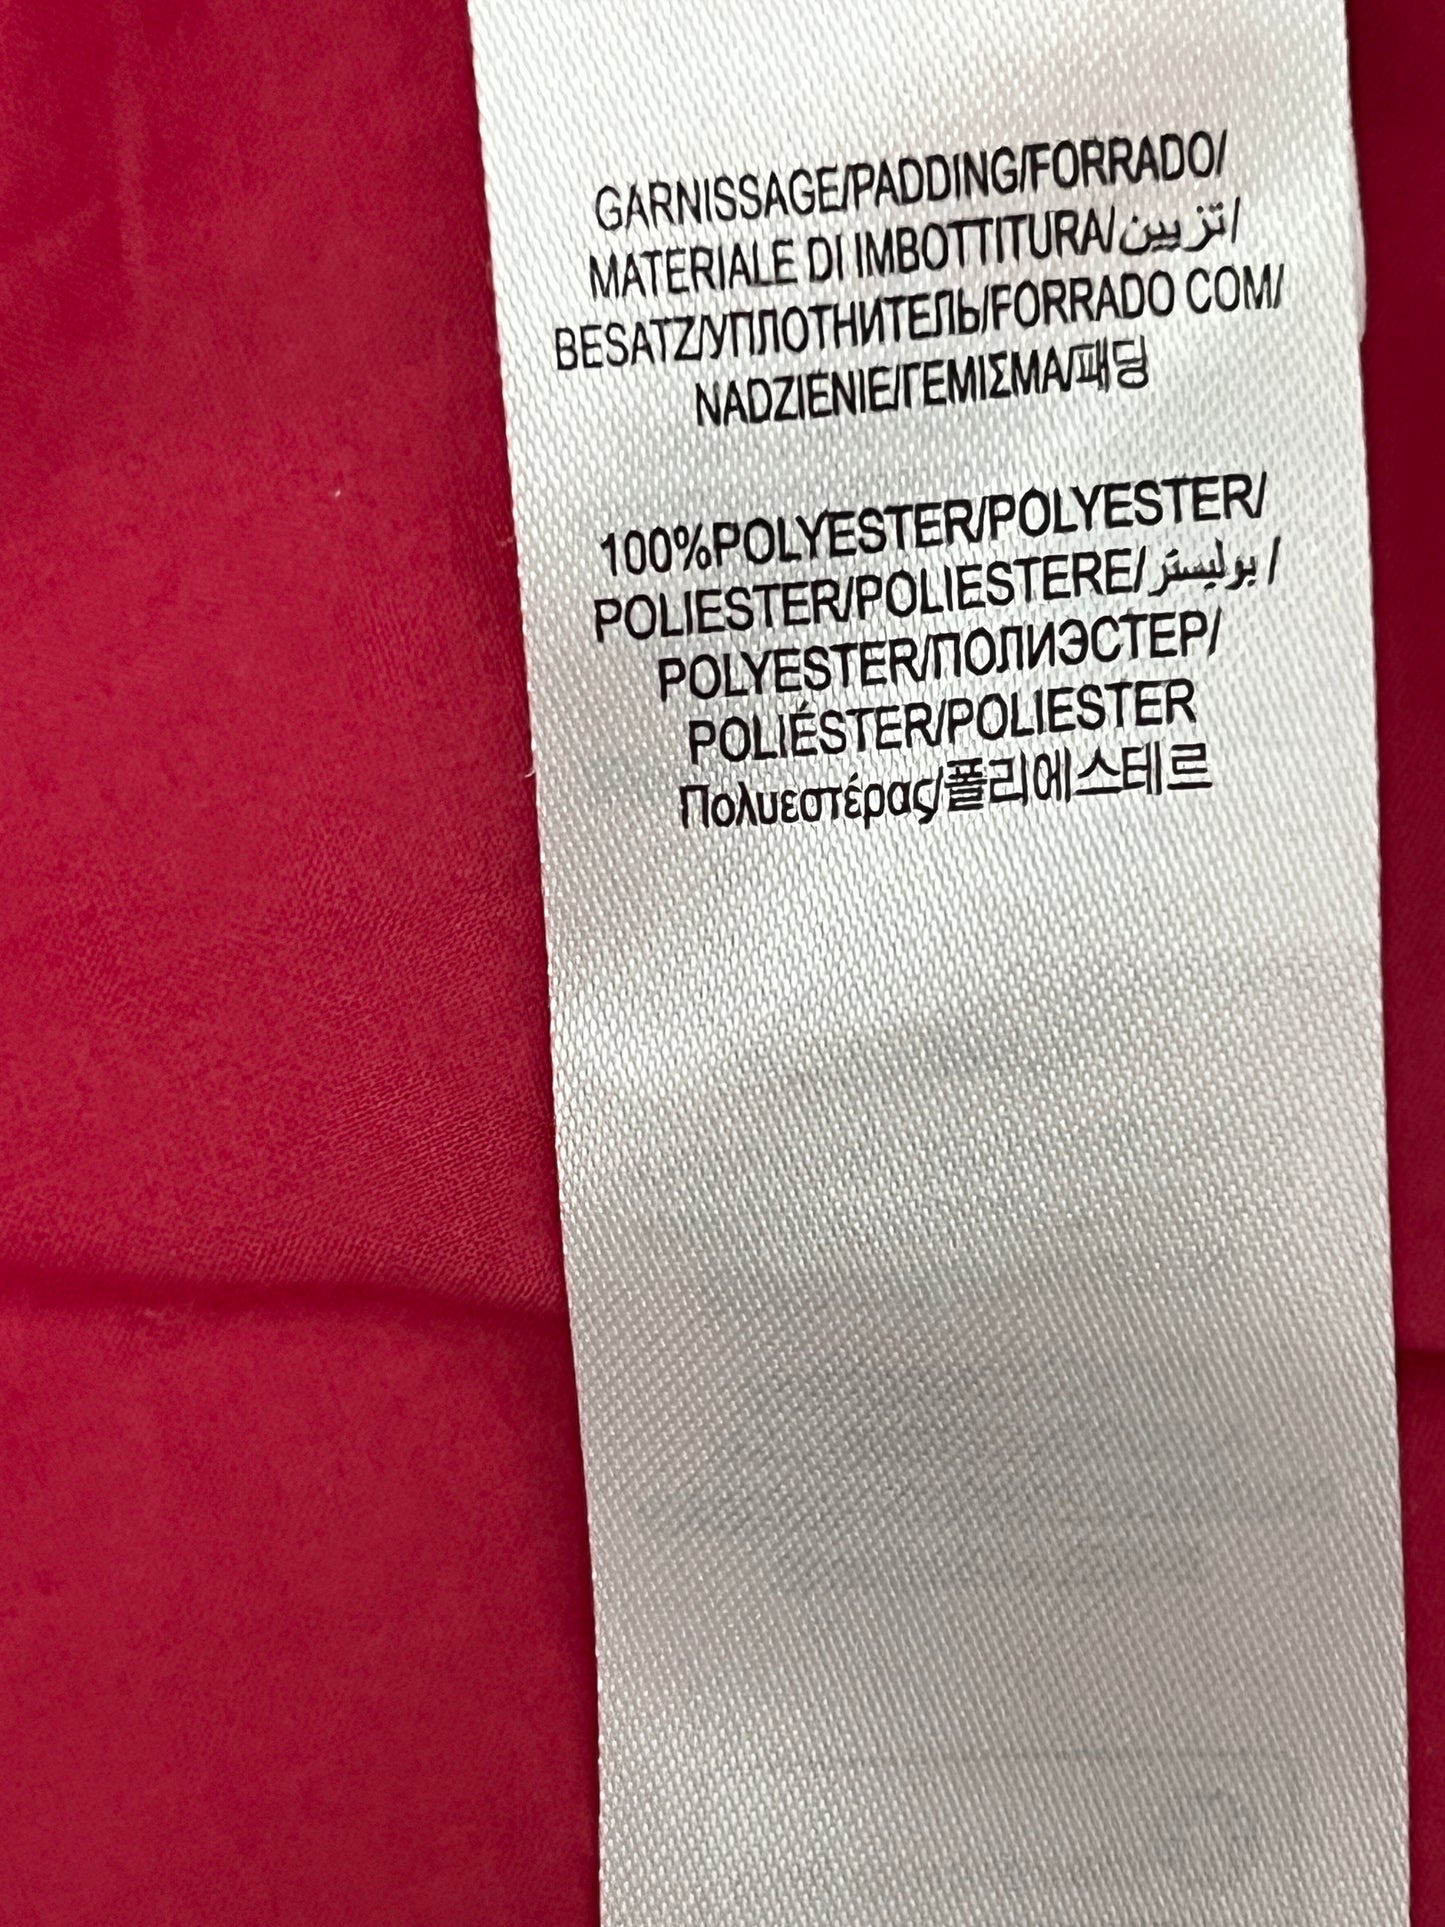 GARNISSAGE/PADDING/FORRADO/
MATERIALE DI IMBOTTITURA/تزيين/
BESATZ/УПЛОТНИТЕЛЬ/FORRADO COM/
NADZIENIE/ΓΕΜΙΣΜΑ/패딩
100%POLYESTER/POLYESTER/
POLIESTER/POLIESTERE/بوليستر/
POLYESTER/ПОЛИЭСТЕР/
POLIÉSTER/POLIESTER
Πολυεστέρας/폴리에스테르